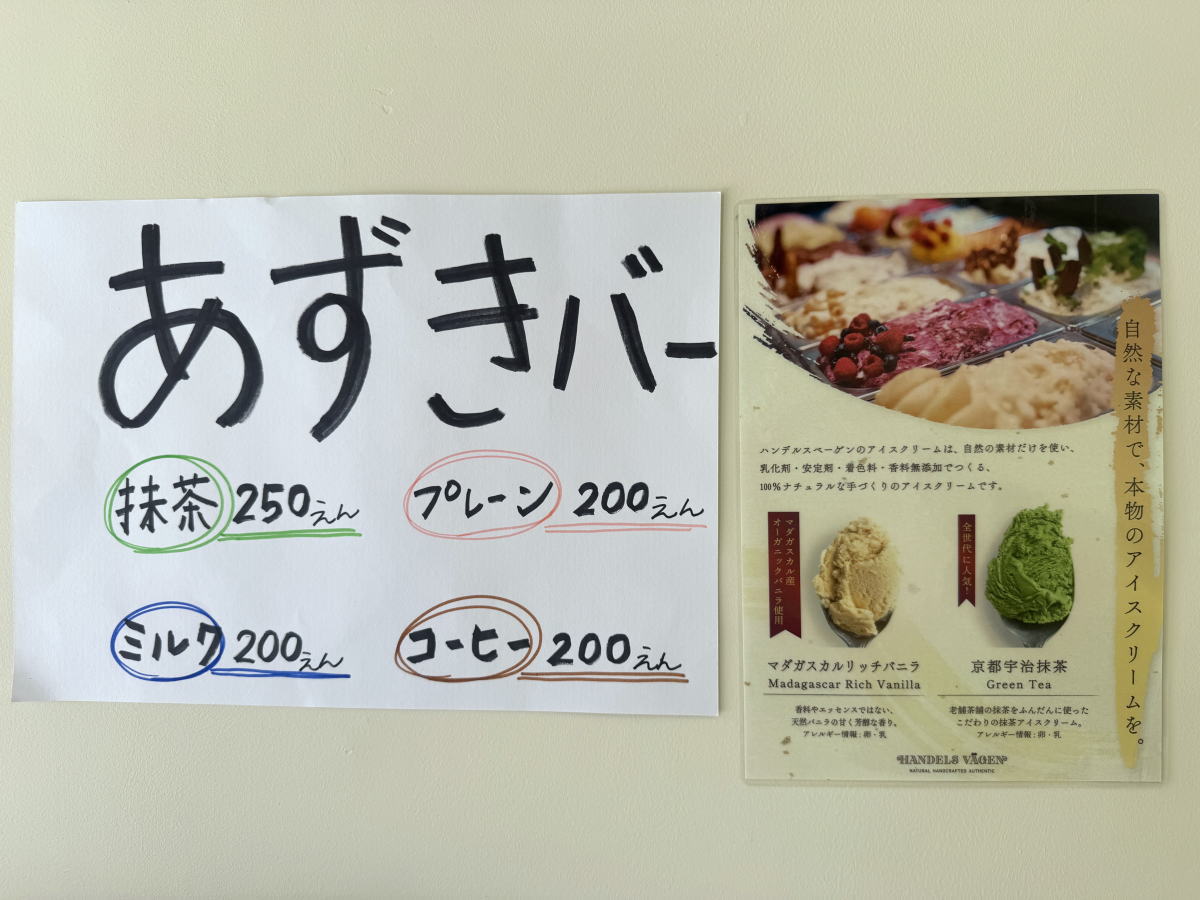 あずきバー
抹茶 250えん
プレーン 200えん
ミルク 200えん
コーヒー 200えん
自然な素材で、本物のアイスクリームを。
ハンデルスベーゲンのアイスクリームは、自然の素材だけを使い、
乳化剤・安定剤・着色料・香料無添加でつくる、
100%ナチュラルな手づくりのアイスクリームです。
マダガスカル産
オーガニックバニラ使用
マダガスカルリッチバニラ
Madagascar Rich Vanilla
香料やエッセンスではない、
天然バニラの甘く芳醇な香り。
アレルギー情報：卵・乳
全世代に人気！
京都宇治抹茶
Green Tea
老舗茶舗の抹茶をふんだんに使った
こだわりの抹茶アイスクリーム。
アレルギー情報：卵・乳
HANDELS VÄGEN
NATURAL HANDCRAFTED AUTHENTIC